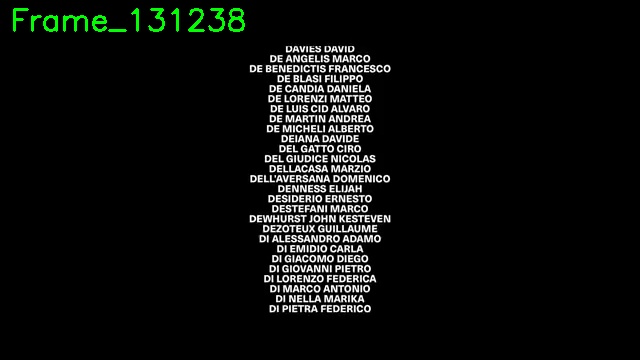 Frame_131238
DAVIES DAVID
DE ANGELIS MARCO
DE BENEDICTIS FRANCESCO
DE BLASI FILIPPO
DE CANDIA DANIELA
DE LORENZI MATTEO
DE LUIS CID ALVARO
DE MARTIN ANDREA
DE MICHELI ALBERTO
DEIANA DAVIDE
DEL GATTO CIRO
DEL GIUDICE NICOLAS
DELLACASA MARZIO
DELL'AVERSANA DOMENICO
DENNESS ELIJAH
DESIDERIO ERNESTO
DESTEFANI MARCO
DEWHURST JOHN KESTEVEN
DEZOTEUX GUILLAUME
DI ALESSANDRO ADAMO
DI EMIDIO CARLA
DI GIACOMO DIEGO
DI GIOVANNI PIETRO
DI LORENZO FEDERICA
DI MARCO ANTONIO
DI NELLA MARIKA
DI PIETRA FEDERICO